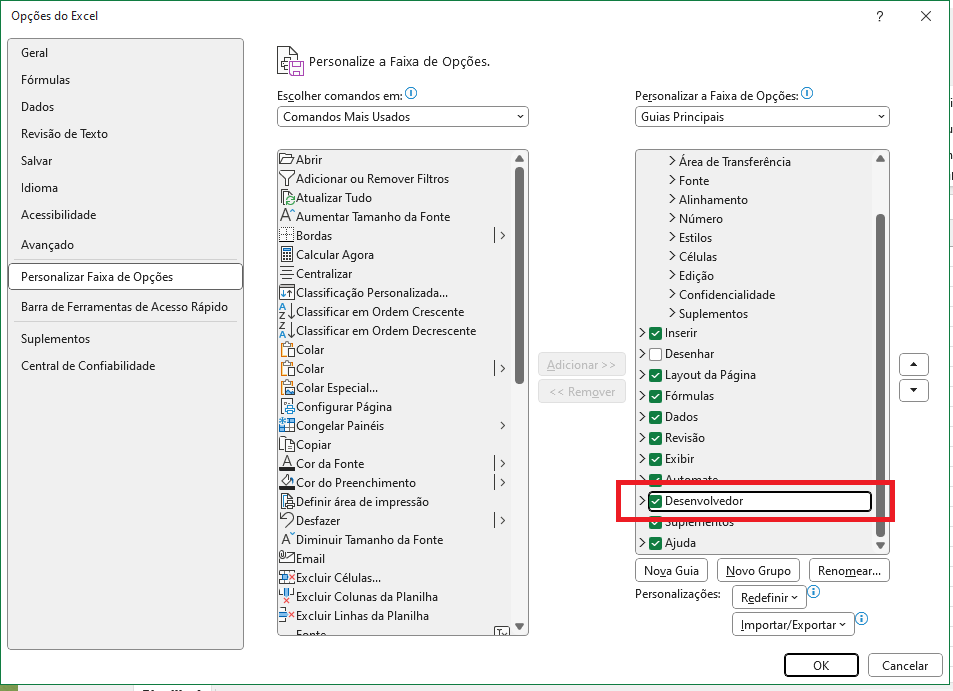 Opções do Excel
?
Geral
Fórmulas
Dados
Revisão de Texto
Salvar
Idioma
Acessibilidade
Avançado
Personalizar Faixa de Opções
Barra de Ferramentas de Acesso Rápido
Suplementos
Central de Confiabilidade
Personalize a Faixa de Opções.
Escolher comandos em:
Comandos Mais Usados
Abrir
Adicionar ou Remover Filtros
Atualizar Tudo
Aumentar Tamanho da Fonte
Bordas
Calcular Agora
Centralizar
Classificação Personalizada...
Classificar em Ordem Crescente
Classificar em Ordem Decrescente
Colar
Colar
Colar Especial...
Configurar Página
Congelar Painéis
Copiar
Cor da Fonte
Cor do Preenchimento
Definir área de impressão
Desfazer
Diminuir Tamanho da Fonte
Email
Excluir Células...
Excluir Colunas da Planilha
Excluir Linhas da Planilha
Fonte
Adicionar >>
<< Remover
Personalizar a Faixa de Opções:
Guias Principais
Área de Transferência
Fonte
Alinhamento
Número
Estilos
Células
Edição
Confidencialidade
Suplementos
Inserir
Desenhar
Layout da Página
Fórmulas
Dados
Revisão
Exibir
Automate
Desenvolvedor
Suplementos
Ajuda
Nova Guia
Novo Grupo
Renomear...
Personalizações:
Redefinir
Importar/Exportar
OK
Cancelar